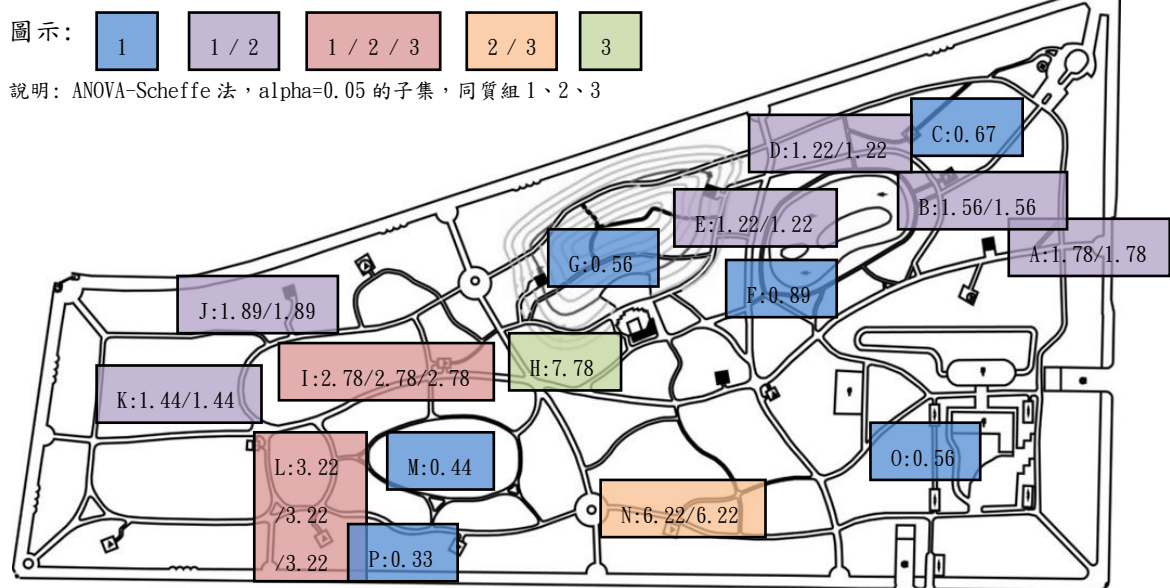 圖示:
1
1 / 2
1 / 2 / 3
2 / 3
3
說明: ANOVA-Scheffe 法，alpha=0.05 的子集，同質組 1、2、3
C:0.67
D:1.22/1.22
B:1.56/1.56
E:1.22/1.22
A:1.78/1.78
G:0.56
F:0.89
J:1.89/1.89
H:7.78
I:2.78/2.78/2.78
K:1.44/1.44
L:3.22
/3.22
/3.22
M:0.44
O:0.56
N:6.22/6.22
P:0.33